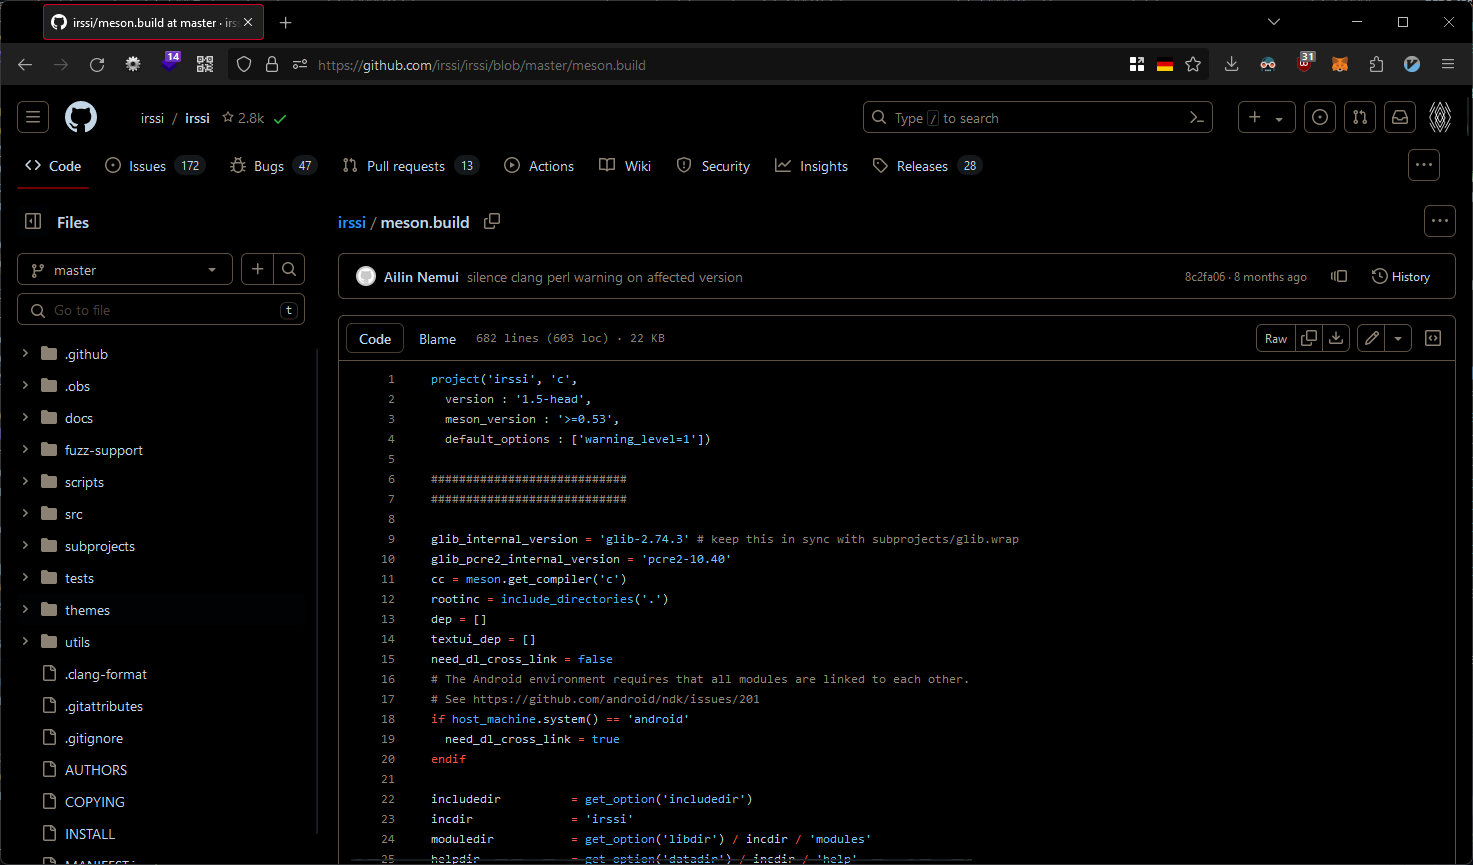 irssi/meson.build at master · irs
14
https://github.com/irssi/irssi/blob/master/meson.build
31
irssi / irssi 2.8k
Type / to search
Code Issues 172 Bugs 47 Pull requests 13 Actions Wiki Security Insights Releases 28
Files
irssi / meson.build
master
Ailin Nemui silence clang perl warning on affected version
8c2fa06 · 8 months ago
History
Go to file t
Code Blame 682 lines (603 loc) · 22 KB
Raw
.github
.obs
docs
fuzz-support
scripts
src
subprojects
tests
themes
utils
.clang-format
.gitattributes
.gitignore
AUTHORS
COPYING
INSTALL
1 project('irssi', 'c',
2 version : '1.5-head',
3 meson_version : '>=0.53',
4 default_options : ['warning_level=1'])
5
6 ############################
7 ############################
8
9 glib_internal_version = 'glib-2.74.3' # keep this in sync with subprojects/glib.wrap
10 glib_pcre2_internal_version = 'pcre2-10.40'
11 cc = meson.get_compiler('c')
12 rootinc = include_directories('.')
13 dep = []
14 textui_dep = []
15 need_dl_cross_link = false
16 # The Android environment requires that all modules are linked to each other.
17 # See https://github.com/android/ndk/issues/201
18 if host_machine.system() == 'android'
19 need_dl_cross_link = true
20 endif
21
22 includedir = get_option('includedir')
23 incdir = 'irssi'
24 moduledir = get_option('libdir') / incdir / 'modules'
25 helpdir = get_option('datadir') / incdir / 'help'